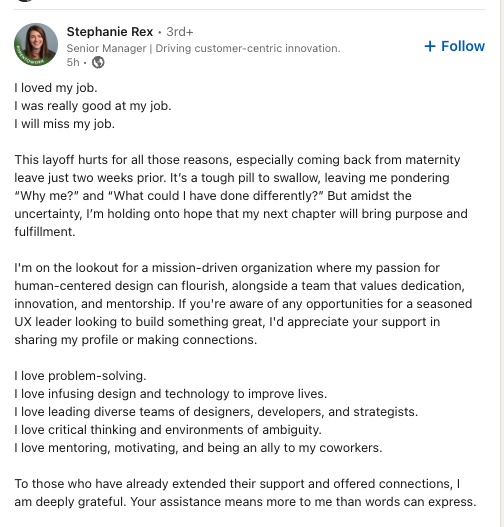 Stephanie Rex • 3rd+
Senior Manager | Driving customer-centric innovation.
5h •
+ Follow
I loved my job.
I was really good at my job.
I will miss my job.
This layoff hurts for all those reasons, especially coming back from maternity
leave just two weeks prior. It’s a tough pill to swallow, leaving me pondering
“Why me?” and “What could I have done differently?” But amidst the
uncertainty, I’m holding onto hope that my next chapter will bring purpose and
fulfillment.
I'm on the lookout for a mission-driven organization where my passion for
human-centered design can flourish, alongside a team that values dedication,
innovation, and mentorship. If you're aware of any opportunities for a seasoned
UX leader looking to build something great, I'd appreciate your support in
sharing my profile or making connections.
I love problem-solving.
I love infusing design and technology to improve lives.
I love leading diverse teams of designers, developers, and strategists.
I love critical thinking and environments of ambiguity.
I love mentoring, motivating, and being an ally to my coworkers.
To those who have already extended their support and offered connections, I
am deeply grateful. Your assistance means more to me than words can express.